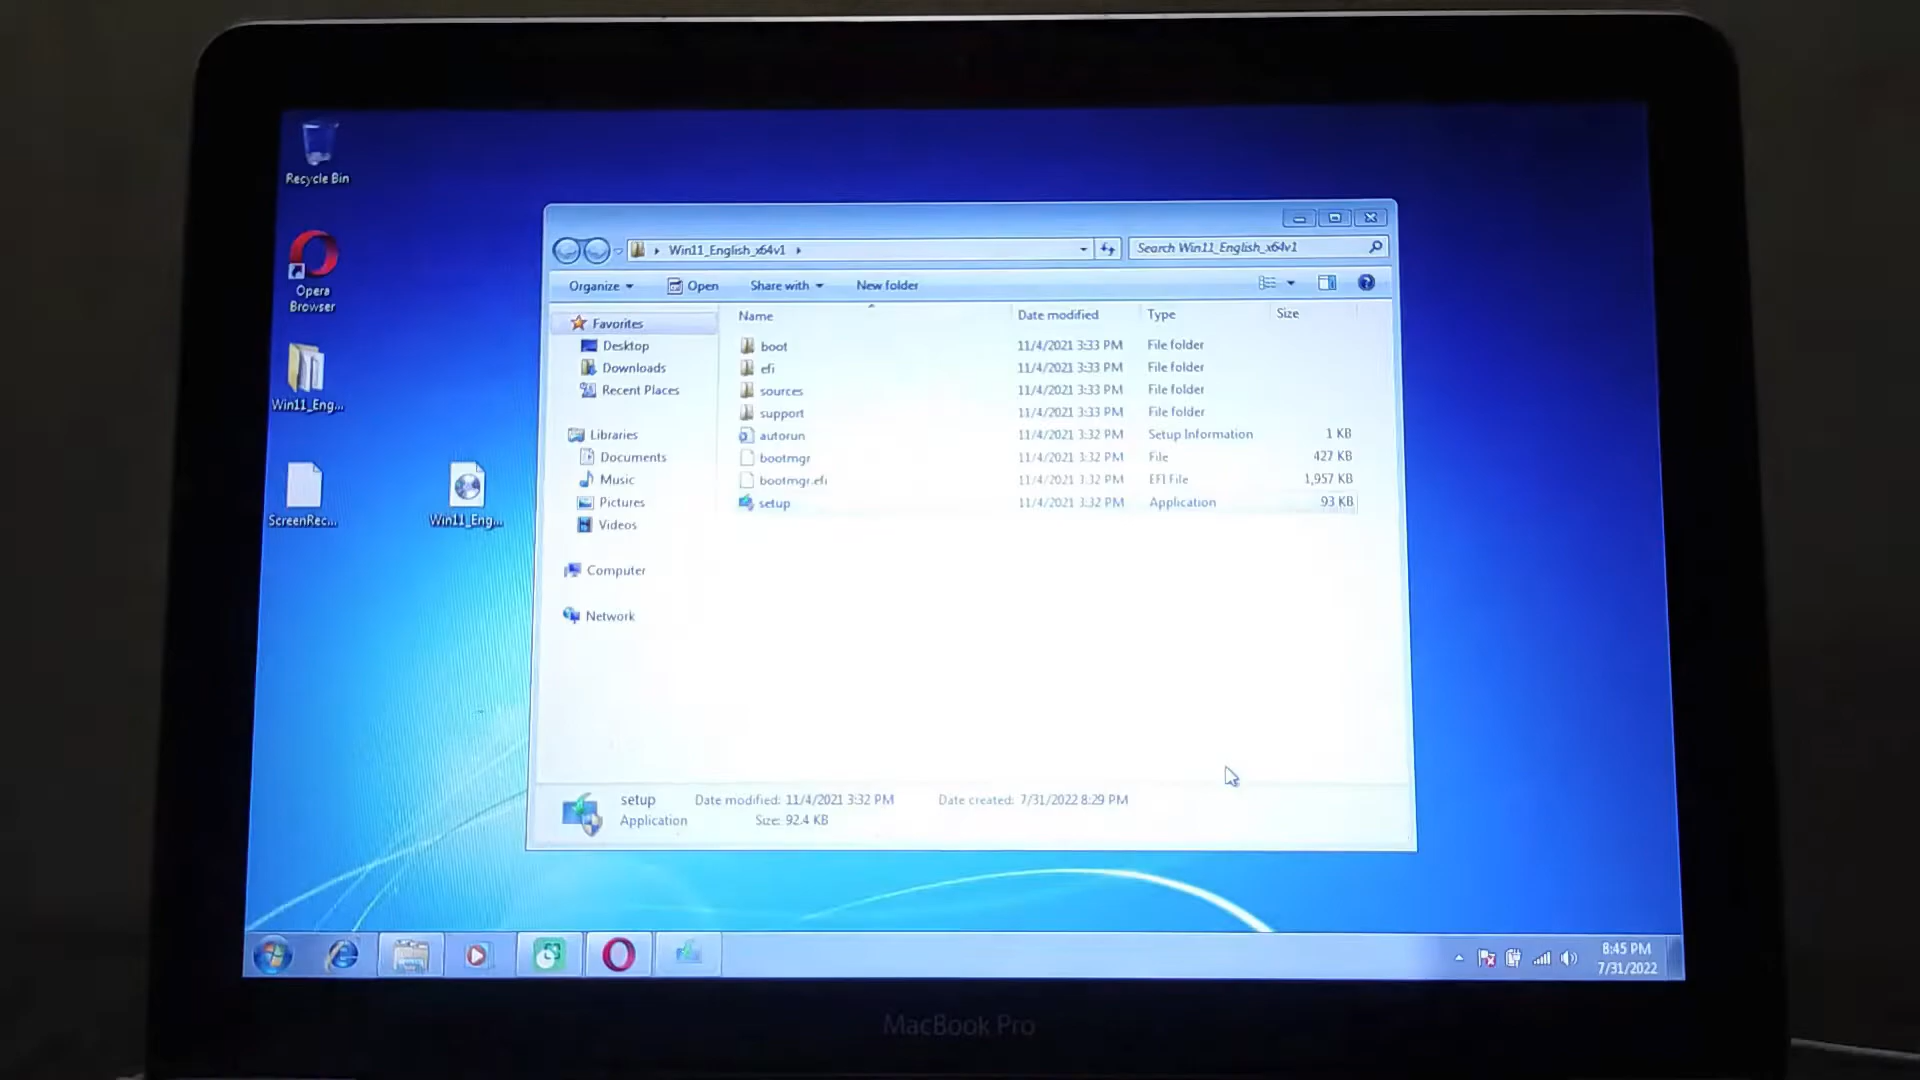 Recycle Bin
Opera
Browser
Win11_Eng...
ScreenRec...
Win11_Eng...
Win11_English_x64v1
Search Win11_English_x64v1
Organize
Open
Share with
New folder
Name
Date modified
Type
Size
Favorites
Desktop
Downloads
Recent Places
Libraries
Documents
Music
Pictures
Videos
Computer
Network
boot 11/4/2021 3:33 PM File folder
efi 11/4/2021 3:33 PM File folder
sources 11/4/2021 3:33 PM File folder
support 11/4/2021 3:33 PM File folder
autorun 11/4/2021 3:32 PM Setup Information 1 KB
bootmgr 11/4/2021 3:32 PM File 427 KB
bootmgr.efi 11/4/2021 3:32 PM EFI File 1,957 KB
setup 11/4/2021 3:32 PM Application 93 KB
setup Date modified: 11/4/2021 3:32 PM Date created: 7/31/2022 8:29 PM
Application Size: 92.4 KB
8:45 PM
7/31/2022
MacBook Pro